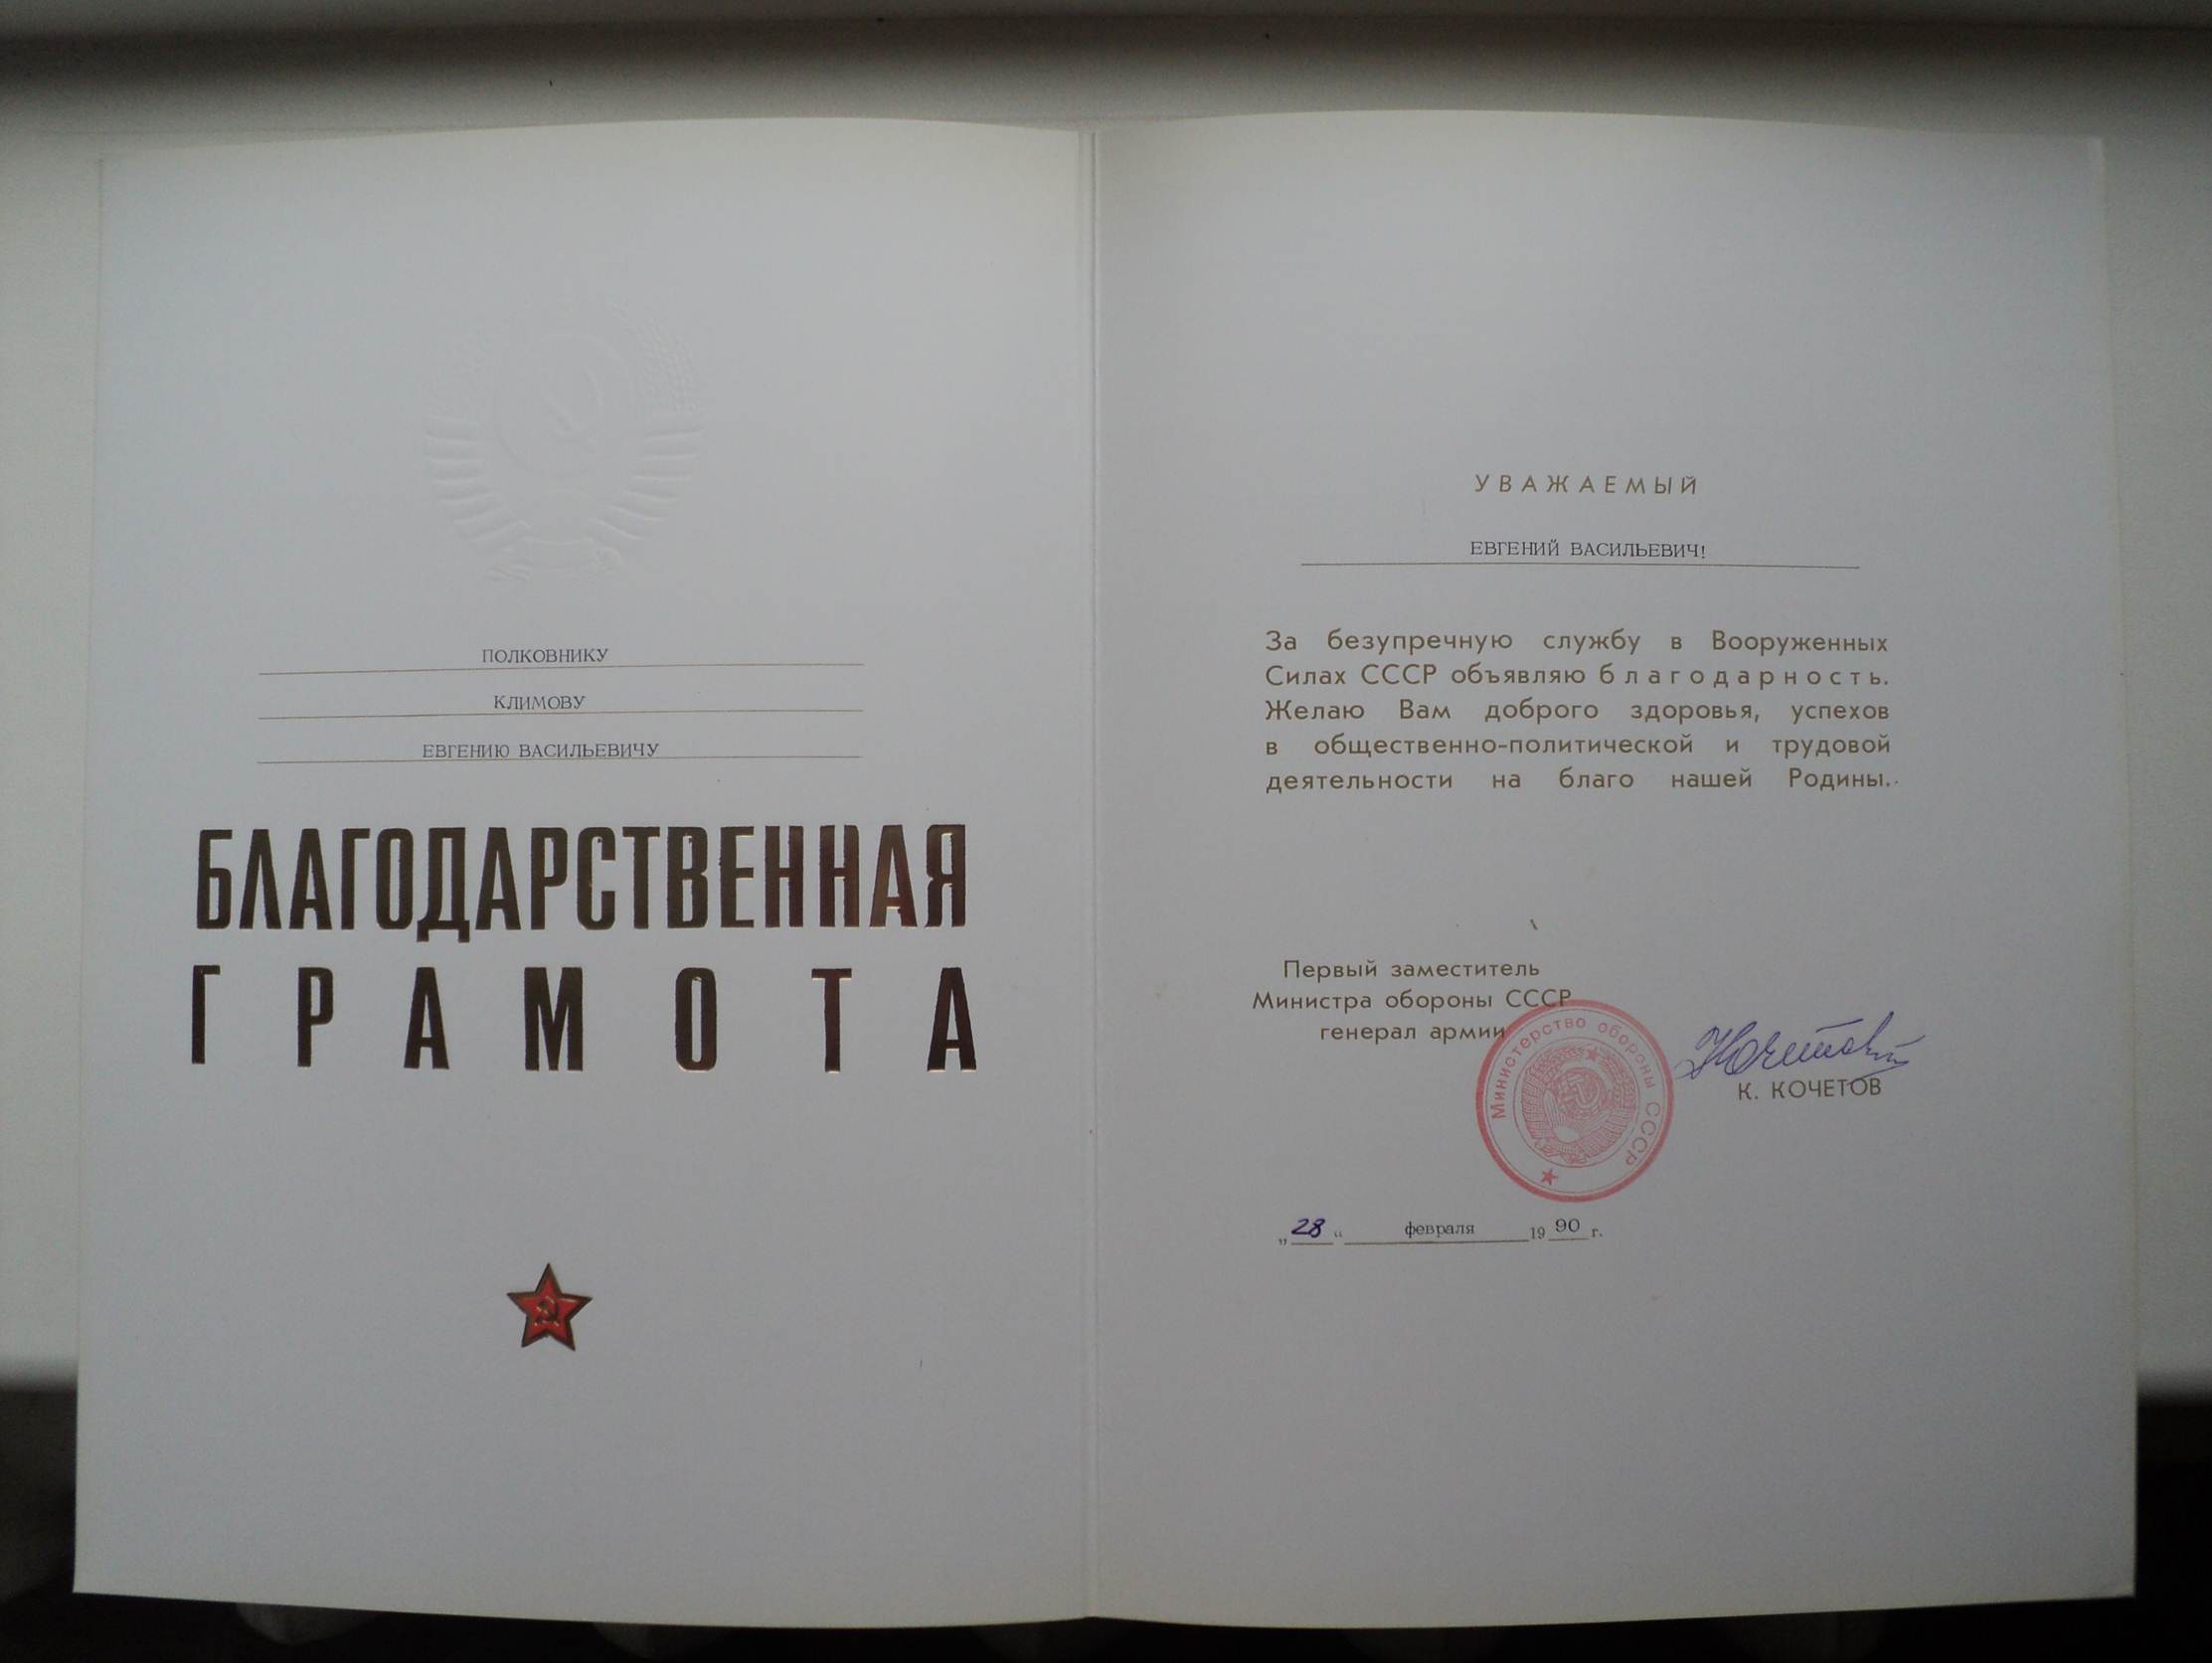 ПОЛКОВНИКУ
КЛИМОВУ
ЕВГЕНИЮ ВАСИЛЬЕВИЧУ
БЛАГОДАРСТВЕННАЯ
ГРАМОТА
УВАЖАЕМЫЙ
ЕВГЕНИЙ ВАСИЛЬЕВИЧ!
За безупречную службу в Вооруженных
Силах СССР объявляю благодарность.
Желаю Вам доброго здоровья, успехов
в общественно-политической и трудовой
деятельности на благо нашей Родины.
Первый заместитель
Министра обороны СССР
генерал армии
Министерство обороны СССР
Кочетов
К. КОЧЕТОВ
„28“ февраля 1990 г.